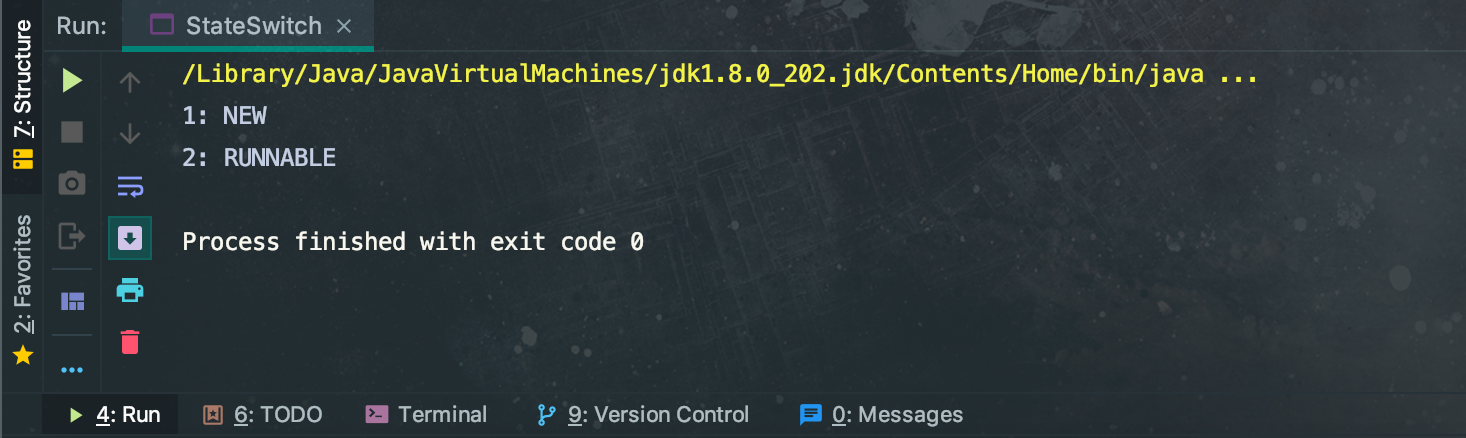 Run: StateSwitch ×
7: Structure
2: Favorites
/Library/Java/JavaVirtualMachines/jdk1.8.0_202.jdk/Contents/Home/bin/java ...
1: NEW
2: RUNNABLE
Process finished with exit code 0
4: Run 6: TODO Terminal 9: Version Control 0: Messages